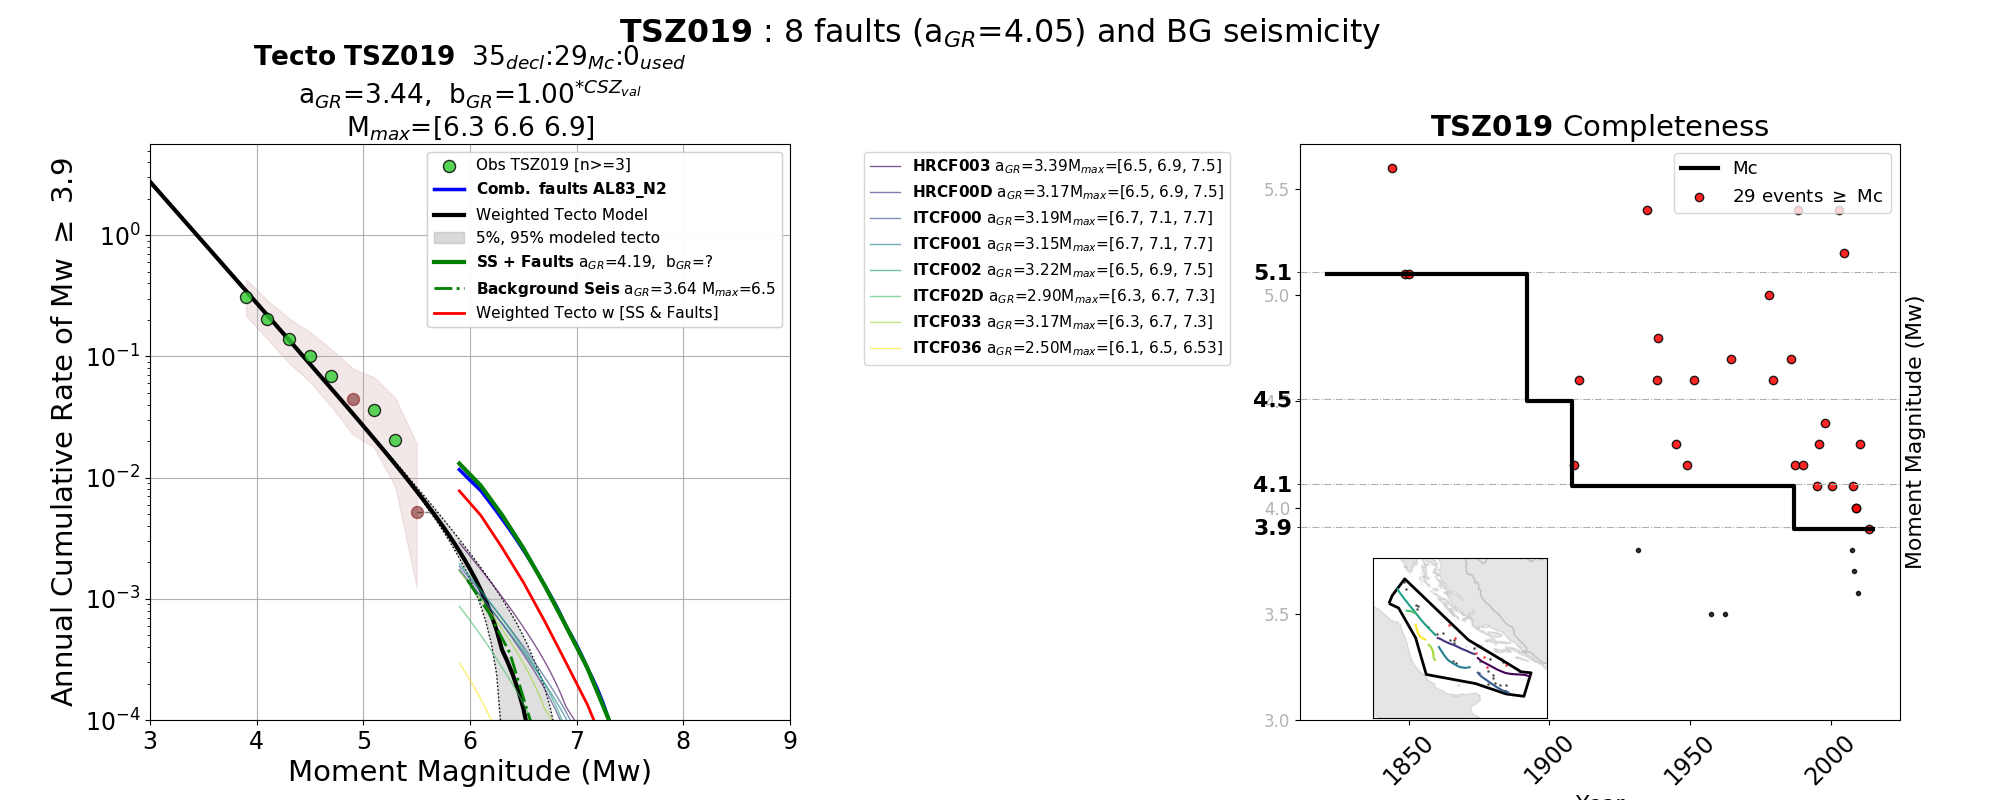 TSZ019 : 8 faults (aGR=4.05) and BG seismicity
Tecto TSZ019 35decl:29Mc:0used
aGR=3.44, bGR=1.00*CSZval
Mmax=[6.3 6.6 6.9]
Annual Cumulative Rate of Mw ≥ 3.9
10^0
10^−1
10^−2
10^−3
10^−4
3 4 5 6 7 8 9
Moment Magnitude (Mw)
Obs TSZ019 [n>=3]
Comb. faults AL83_N2
Weighted Tecto Model
5%, 95% modeled tecto
SS + Faults aGR=4.19, bGR=?
Background Seis aGR=3.64 Mmax=6.5
Weighted Tecto w [SS & Faults]
HRCF003 aGR=3.39Mmax=[6.5, 6.9, 7.5]
HRCF00D aGR=3.17Mmax=[6.5, 6.9, 7.5]
ITCF000 aGR=3.19Mmax=[6.7, 7.1, 7.7]
ITCF001 aGR=3.15Mmax=[6.7, 7.1, 7.7]
ITCF002 aGR=3.22Mmax=[6.5, 6.9, 7.5]
ITCF02D aGR=2.90Mmax=[6.3, 6.7, 7.3]
ITCF033 aGR=3.17Mmax=[6.3, 6.7, 7.3]
ITCF036 aGR=2.50Mmax=[6.1, 6.5, 6.53]
TSZ019 Completeness
Mc
29 events ≥ Mc
5.5
5.1
5.0
4.5
4.1
4.0
3.9
3.5
3.0
1850 1900 1950 2000
Moment Magnitude (Mw)